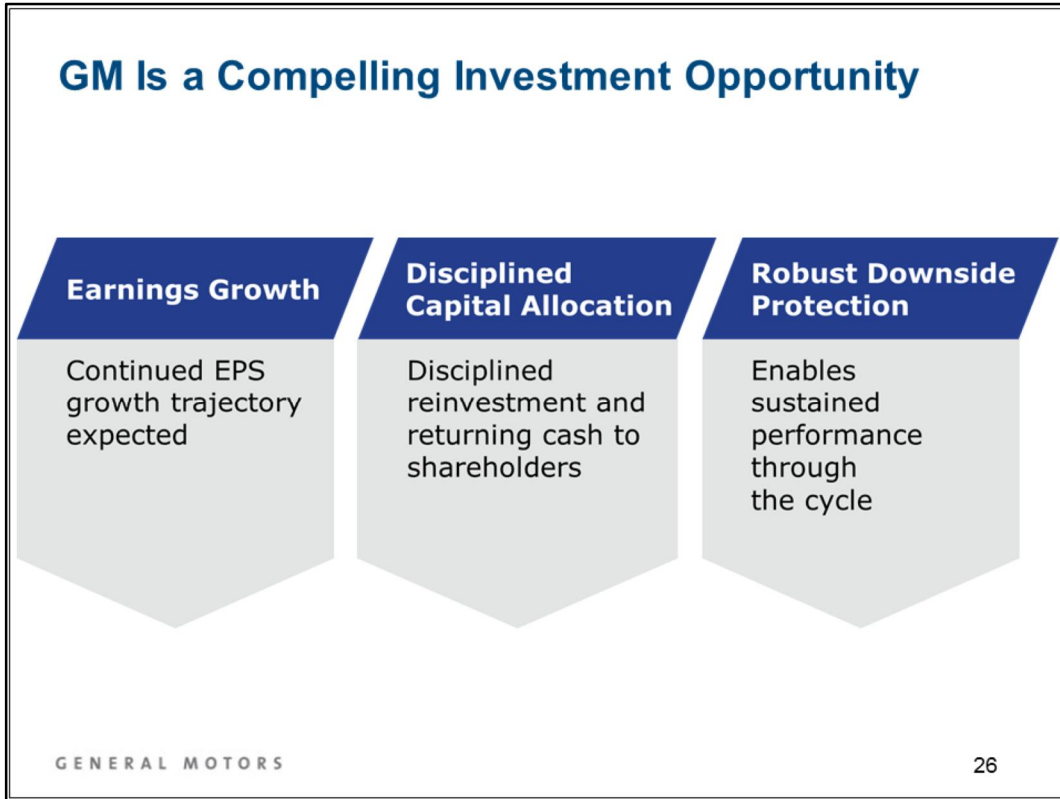 GM Is a Compelling Investment Opportunity
Earnings Growth
Continued EPS
growth trajectory
expected
Disciplined
Capital Allocation
Disciplined
reinvestment and
returning cash to
shareholders
Robust Downside
Protection
Enables
sustained
performance
through
the cycle
GENERAL MOTORS
26